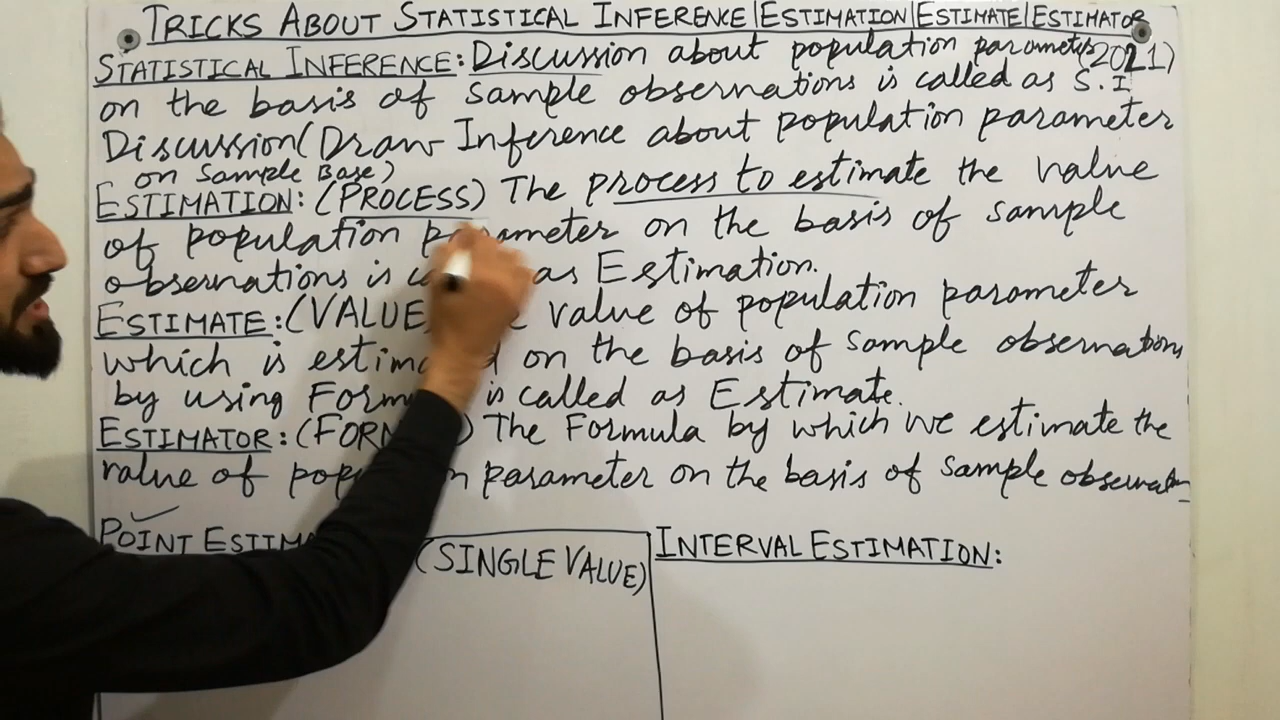 TRICKS ABOUT STATISTICAL INFERENCE|ESTIMATION|ESTIMATE|ESTIMATOR
STATISTICAL INFERENCE: Discussion about population parameter (2021)
on the basis of sample observations is called as S.I
Discussion (Draw Inference about population parameter
on Sample Base)
ESTIMATION: (PROCESS) The process to estimate the value
of population parameter on the basis of sample
observations is as Estimation.
ESTIMATE: (VALUE value of population parameter
which is on the basis of sample observations
by using is called as Estimate.
ESTIMATOR: ) The Formula by which we estimate the
value of parameter on the basis of sample
POINT (SINGLE VALUE)
INTERVAL ESTIMATION: